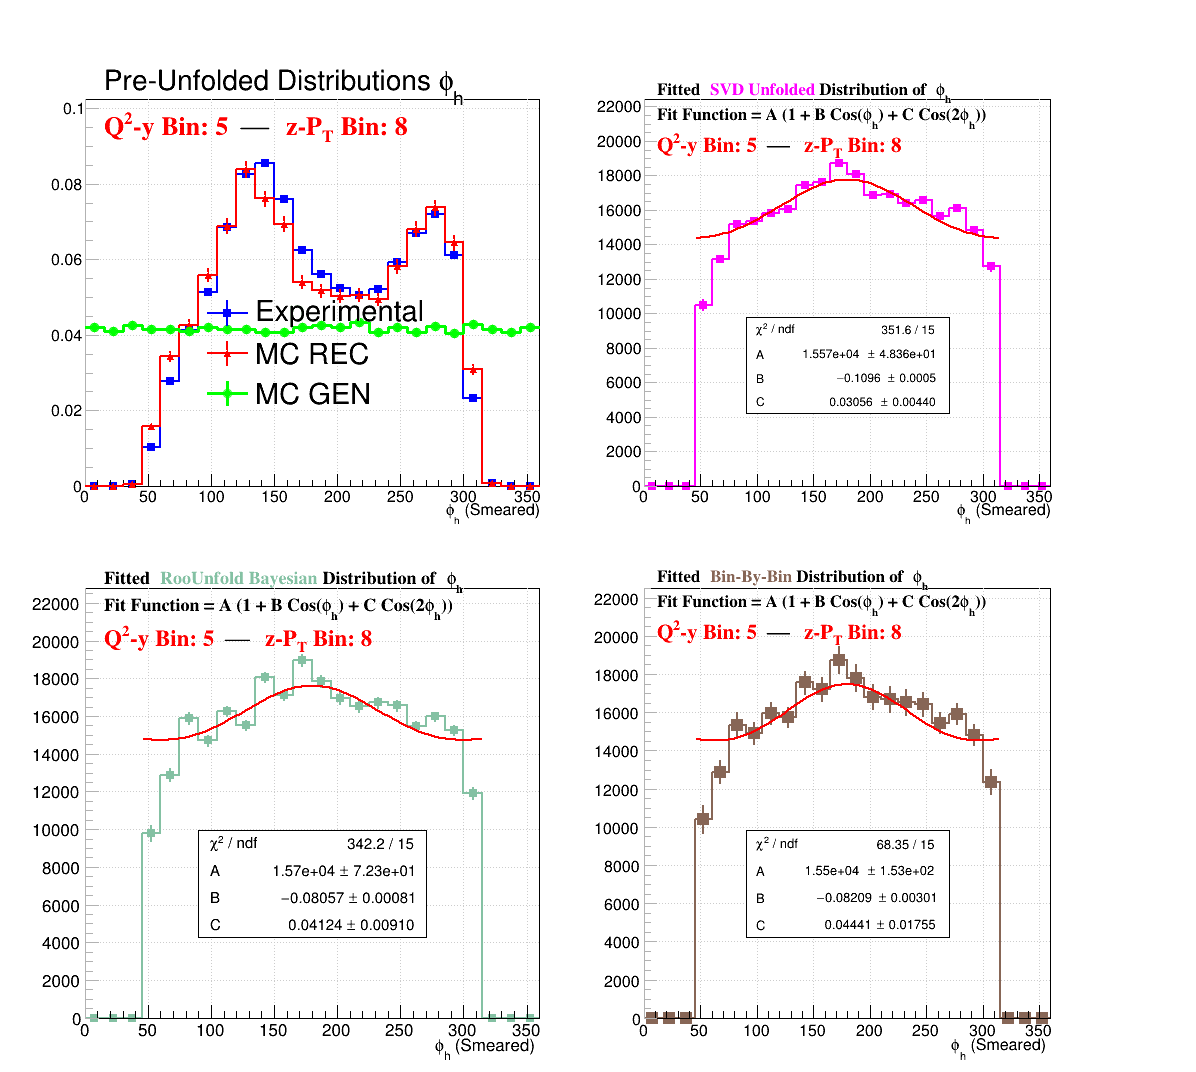 Pre-Unfolded Distributions ϕh
Q²-y Bin: 5 — z-PT Bin: 8
0.1
0.08
0.06
0.04
0.02
0
Experimental
MC REC
MC GEN
0 50 100 150 200 250 300 350
ϕh (Smeared)
Fitted SVD Unfolded Distribution of ϕh
Fit Function = A (1 + B Cos(ϕh) + C Cos(2ϕh))
Q²-y Bin: 5 — z-PT Bin: 8
22000
20000
18000
16000
14000
12000
10000
8000
6000
4000
2000
0
χ² / ndf 351.6 / 15
A 1.557e+04 ± 4.836e+01
B −0.1096 ± 0.0005
C 0.03056 ± 0.00440
0 50 100 150 200 250 300 350
ϕh (Smeared)
Fitted RooUnfold Bayesian Distribution of ϕh
Fit Function = A (1 + B Cos(ϕh) + C Cos(2ϕh))
Q²-y Bin: 5 — z-PT Bin: 8
22000
20000
18000
16000
14000
12000
10000
8000
6000
4000
2000
0
χ² / ndf 342.2 / 15
A 1.57e+04 ± 7.23e+01
B −0.08057 ± 0.00081
C 0.04124 ± 0.00910
0 50 100 150 200 250 300 350
ϕh (Smeared)
Fitted Bin-By-Bin Distribution of ϕh
Fit Function = A (1 + B Cos(ϕh) + C Cos(2ϕh))
Q²-y Bin: 5 — z-PT Bin: 8
22000
20000
18000
16000
14000
12000
10000
8000
6000
4000
2000
0
χ² / ndf 68.35 / 15
A 1.55e+04 ± 1.53e+02
B −0.08209 ± 0.00301
C 0.04441 ± 0.01755
0 50 100 150 200 250 300 350
ϕh (Smeared)